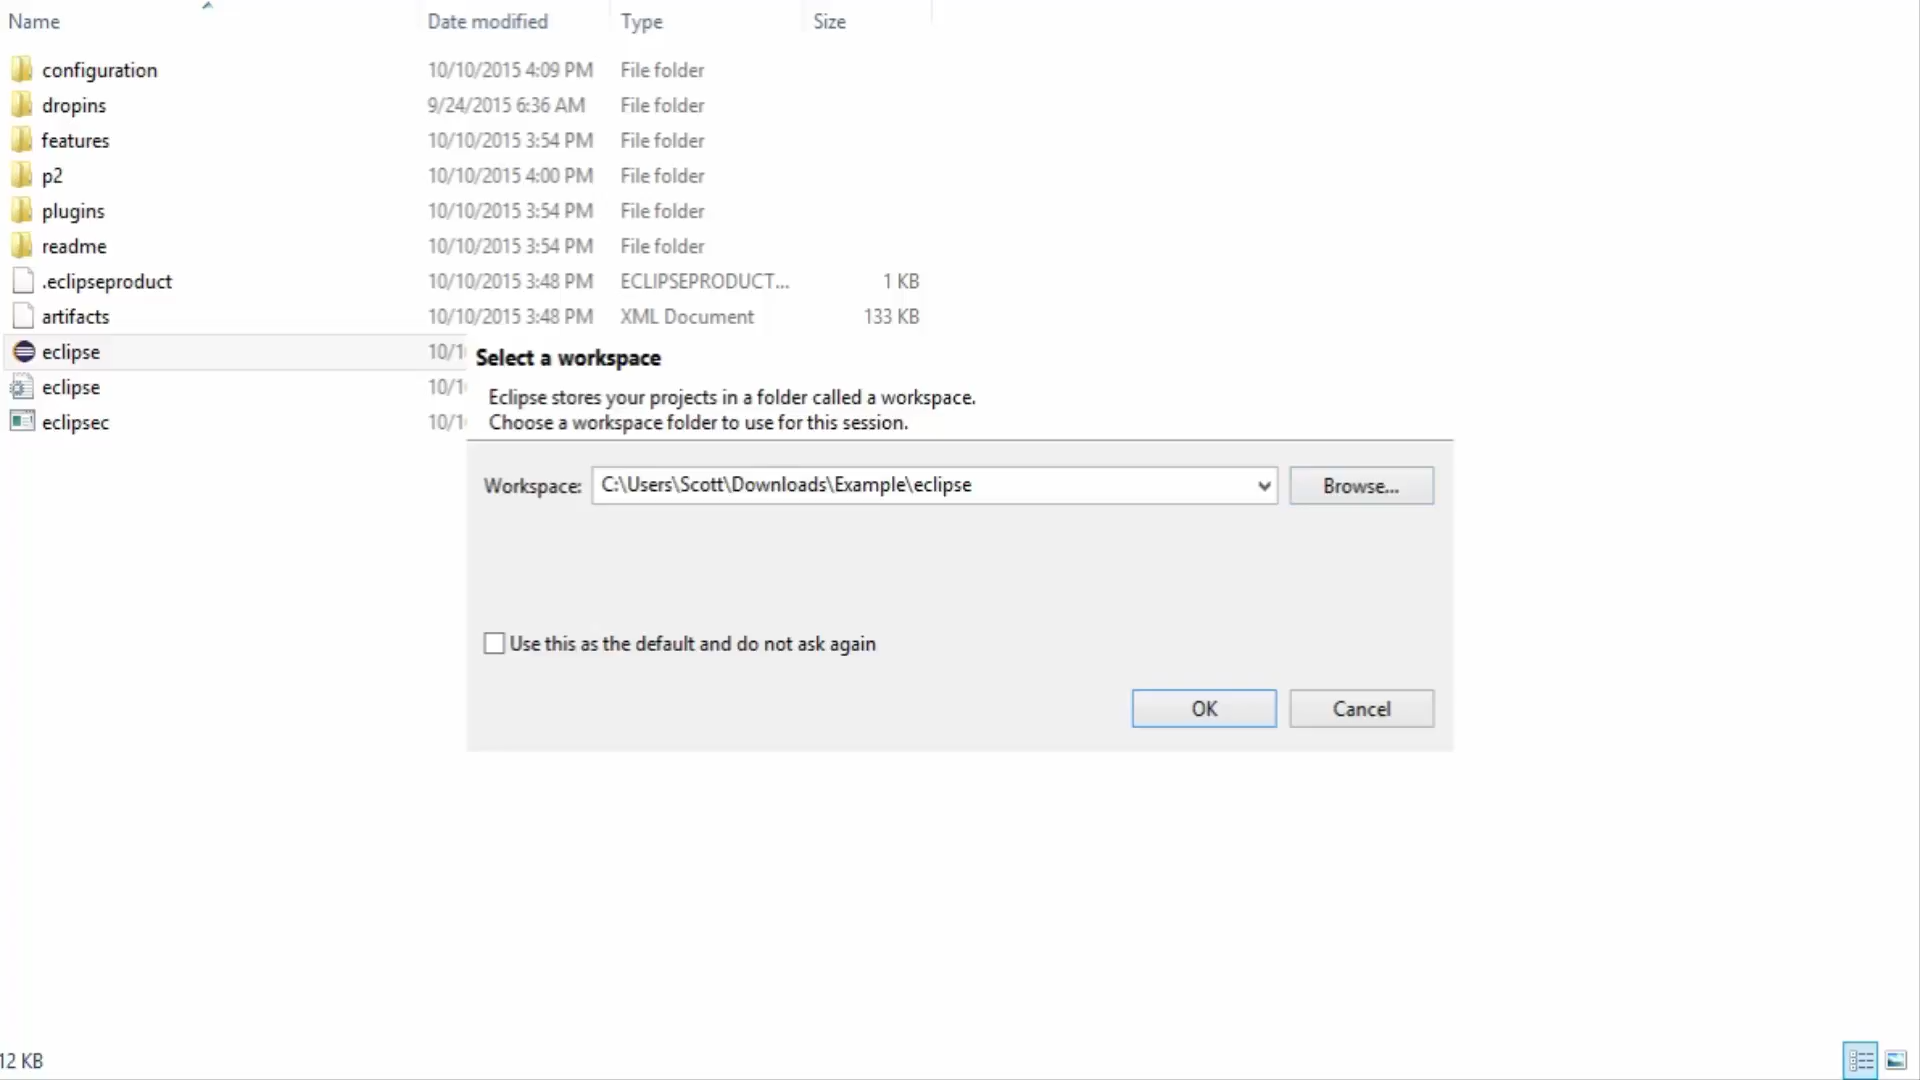 Name Date modified Type Size
configuration 10/10/2015 4:09 PM File folder
dropins 9/24/2015 6:36 AM File folder
features 10/10/2015 3:54 PM File folder
p2 10/10/2015 4:00 PM File folder
plugins 10/10/2015 3:54 PM File folder
readme 10/10/2015 3:54 PM File folder
.eclipseproduct 10/10/2015 3:48 PM ECLIPSEPRODUCT... 1 KB
artifacts 10/10/2015 3:48 PM XML Document 133 KB
eclipse 10/1
eclipse 10/1
eclipsec 10/1
Select a workspace
Eclipse stores your projects in a folder called a workspace.
Choose a workspace folder to use for this session.
Workspace: C:\Users\Scott\Downloads\Example\eclipse Browse...
Use this as the default and do not ask again
OK Cancel
12 KB